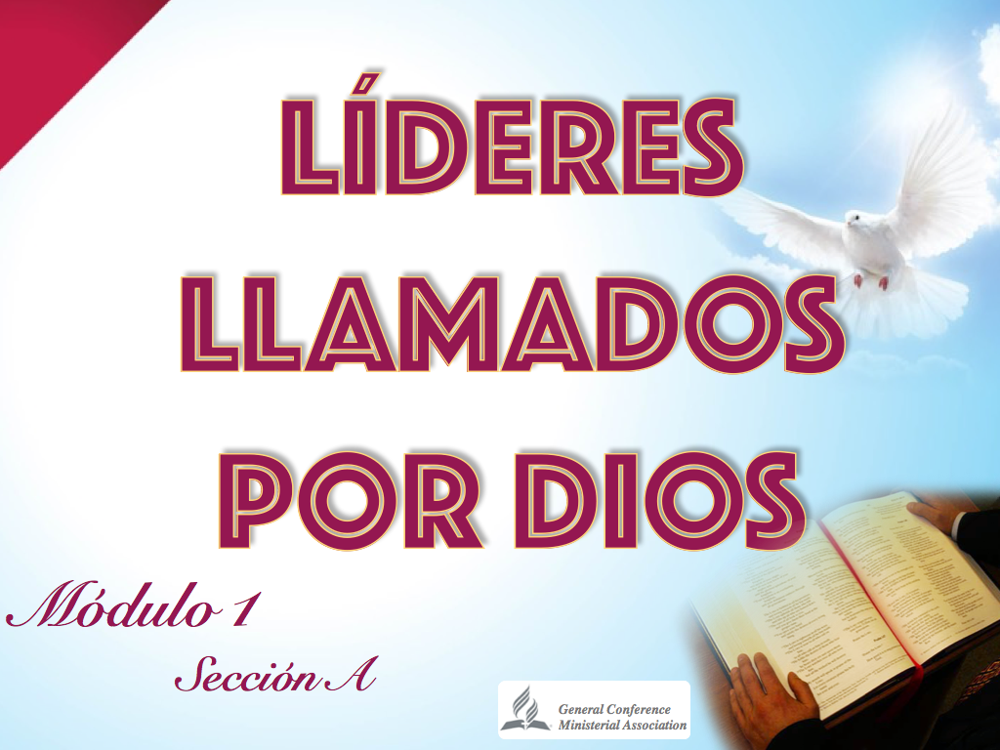 LÍDERES
LLAMADOS
POR DIOS
Módulo 1
Sección A
General Conference
Ministerial Association